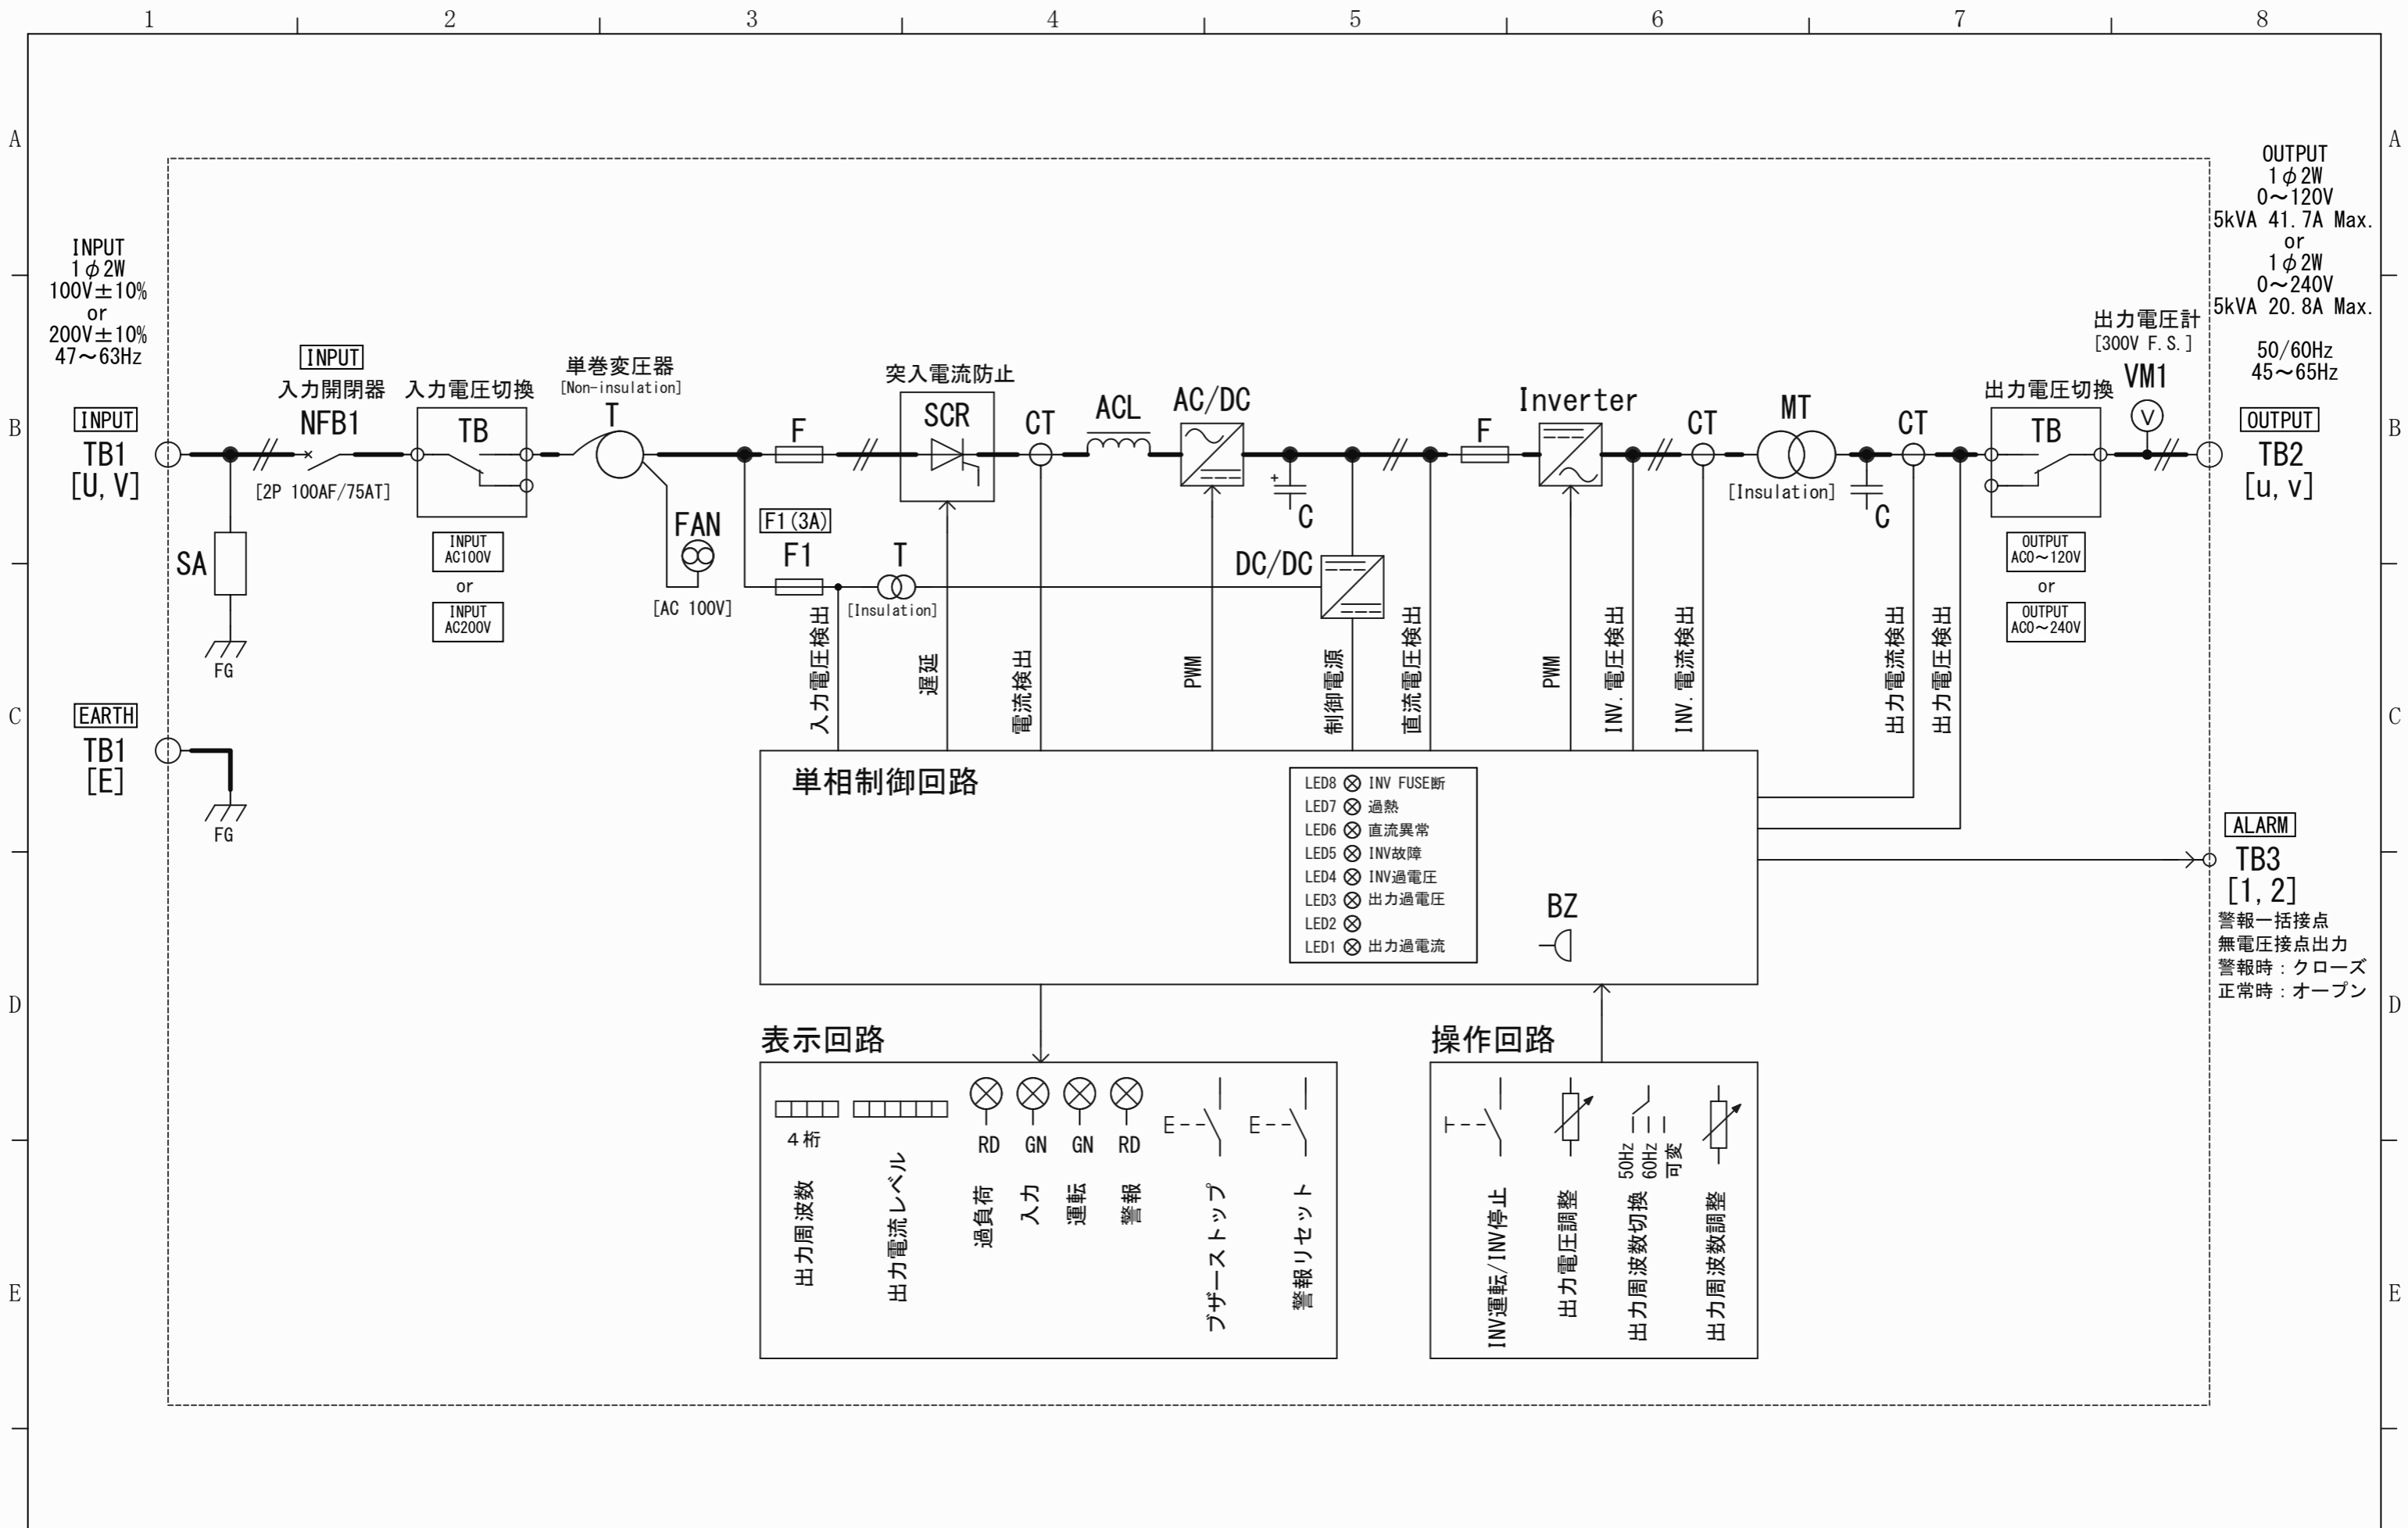 1 2 3 4 5 6 7 8
A
A
INPUT
1φ2W
100V±10%
or
200V±10%
47～63Hz
OUTPUT
1φ2W
0～120V
5kVA 41.7A Max.
or
1φ2W
0～240V
5kVA 20.8A Max.
50/60Hz
45～65Hz
B
B
INPUT
TB1
[U,V]
INPUT
入力開閉器
NFB1
[2P 100AF/75AT]
入力電圧切換
TB
INPUT
AC100V
or
INPUT
AC200V
単巻変圧器
[Non-insulation]
T
FAN
[AC 100V]
F
F1(3A)
F1
T
[Insulation]
突入電流防止
SCR
CT
ACL
AC/DC
C
DC/DC
F
Inverter
CT
MT
[Insulation]
C
CT
出力電圧切換
TB
OUTPUT
AC0～120V
or
OUTPUT
AC0～240V
出力電圧計
[300V F.S.]
VM1
V
OUTPUT
TB2
[u,v]
SA
FG
C
C
EARTH
TB1
[E]
FG
入力電圧検出
遅延
電流検出
PWM
制御電源
直流電圧検出
PWM
INV.電圧検出
INV.電流検出
出力電流検出
出力電圧検出
単相制御回路
LED8 INV FUSE断
LED7 過熱
LED6 直流異常
LED5 INV故障
LED4 INV過電圧
LED3 出力過電圧
LED2
LED1 出力過電流
BZ
ALARM
TB3
[1,2]
警報一括接点
無電圧接点出力
警報時：クローズ
正常時：オープン
D
D
表示回路
4桁
出力周波数
出力電流レベル
RD
過負荷
GN
入力
GN
運転
RD
警報
ブザーストップ
警報リセット
操作回路
INV運転/INV停止
出力電圧調整
50Hz
60Hz
可変
出力周波数切換
出力周波数調整
E
E